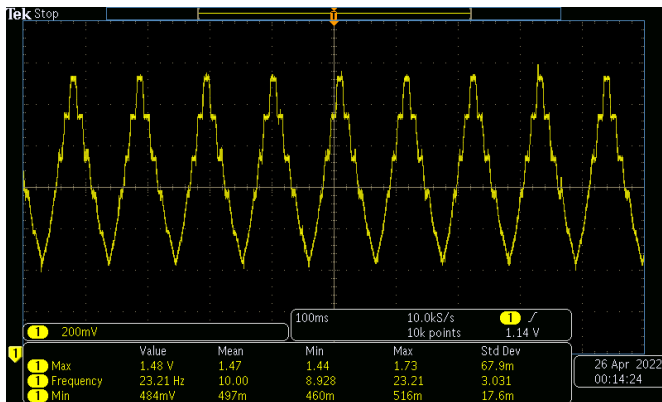 Tek Stop
T
1 200mV
100ms 10.0kS/s 1
10k points 1.14 V
1
Value Mean Min Max Std Dev
1 Max 1.48 V 1.47 1.44 1.73 67.9m
1 Frequency 23.21 Hz 10.00 8.928 23.21 3.031
1 Min 484mV 497m 460m 516m 17.6m
26 Apr 2022
00:14:24